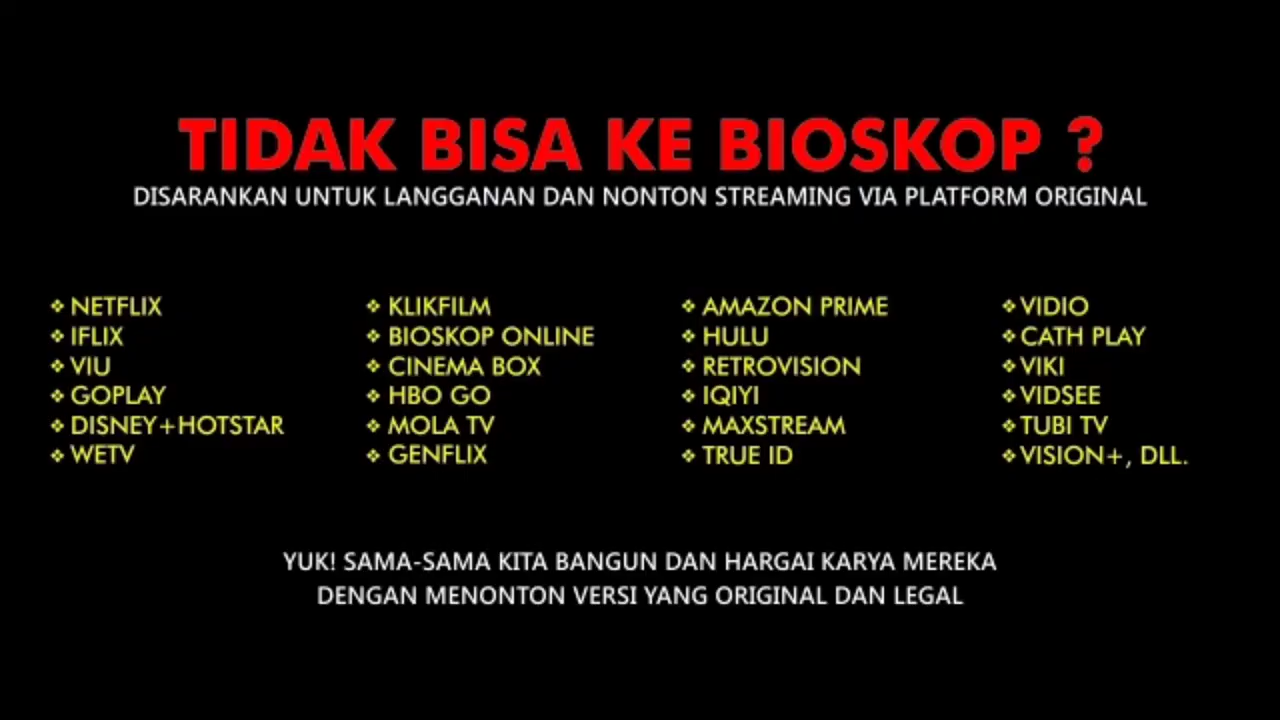 TIDAK BISA KE BIOSKOP ?
DISARANKAN UNTUK LANGGANAN DAN NONTON STREAMING VIA PLATFORM ORIGINAL
❖ NETFLIX
❖ IFLIX
❖ VIU
❖ GOPLAY
❖ DISNEY+HOTSTAR
❖ WETV
❖ KLIKFILM
❖ BIOSKOP ONLINE
❖ CINEMA BOX
❖ HBO GO
❖ MOLA TV
❖ GENFLIX
❖ AMAZON PRIME
❖ HULU
❖ RETROVISION
❖ IQIYI
❖ MAXSTREAM
❖ TRUE ID
❖ VIDIO
❖ CATH PLAY
❖ VIKI
❖ VIDSEE
❖ TUBI TV
❖ VISION+, DLL.
YUK! SAMA-SAMA KITA BANGUN DAN HARGAI KARYA MEREKA
DENGAN MENONTON VERSI YANG ORIGINAL DAN LEGAL